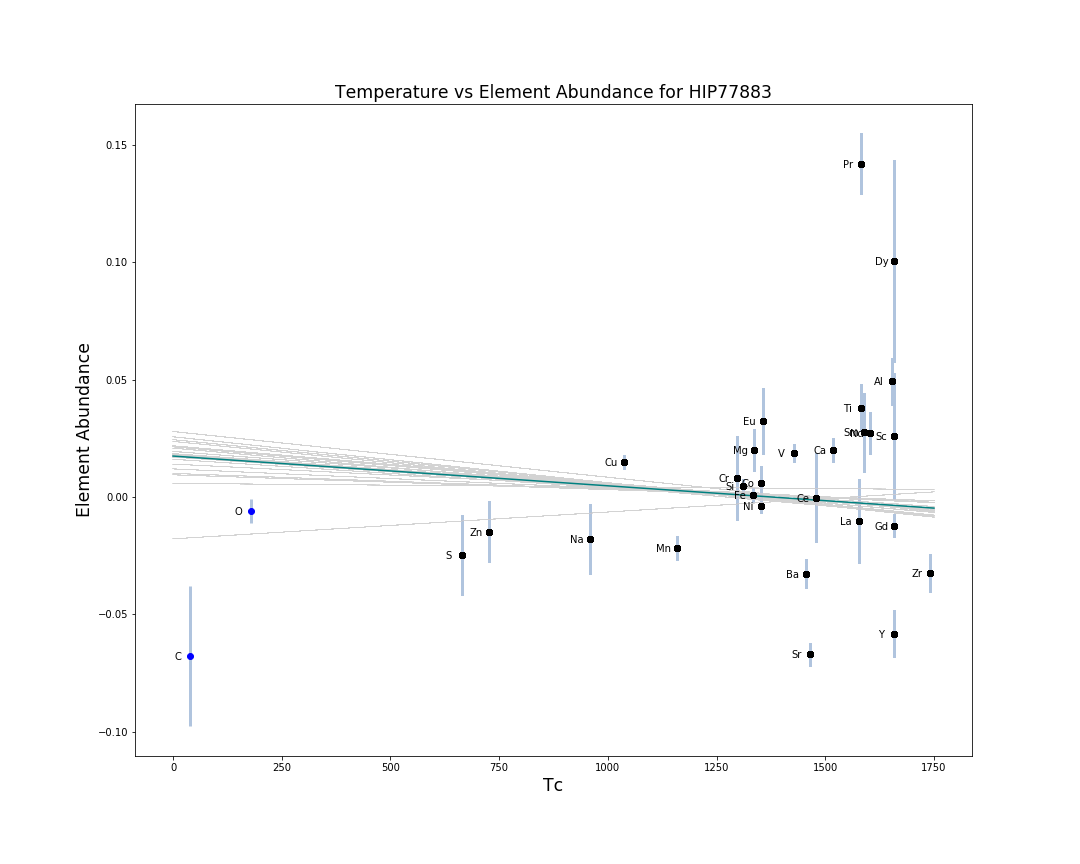 Temperature vs Element Abundance for HIP77883
Element Abundance
0.15
0.10
0.05
0.00
−0.05
−0.10
Pr
Dy
Al
Ti
Eu
Sm
Nd
Sc
Mg
V
Ca
Cu
Cr
Si
Co
Fe
Ce
Ni
O
La
Gd
Zn
Na
Mn
S
Ba
Zr
Y
Sr
C
0
250
500
750
1000
1250
1500
1750
Tc